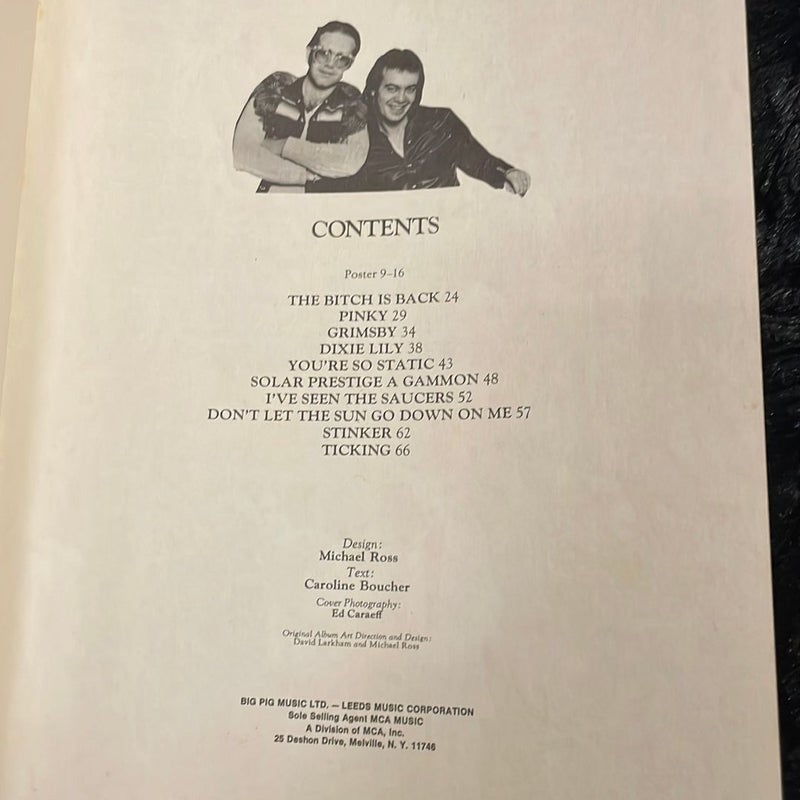 CONTENTS
Poster 9–16
THE BITCH IS BACK 24
PINKY 29
GRIMSBY 34
DIXIE LILY 38
YOU'RE SO STATIC 43
SOLAR PRESTIGE A GAMMON 48
I'VE SEEN THE SAUCERS 52
DON'T LET THE SUN GO DOWN ON ME 57
STINKER 62
TICKING 66
Design:
Michael Ross
Text:
Caroline Boucher
Cover Photography:
Ed Caraeff
Original Album Art Direction and Design:
David Larkham and Michael Ross
BIG PIG MUSIC LTD. — LEEDS MUSIC CORPORATION
Sole Selling Agent MCA MUSIC
A Division of MCA, Inc.
25 Deshon Drive, Melville, N. Y. 11746